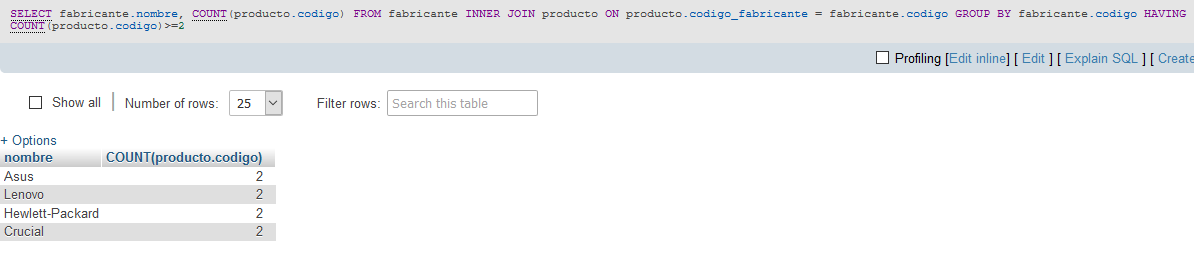 SELECT fabricante.nombre, COUNT(producto.codigo) FROM fabricante INNER JOIN producto ON producto.codigo_fabricante = fabricante.codigo GROUP BY fabricante.codigo HAVING
COUNT(producto.codigo)>=2
Profiling [Edit inline] [ Edit ] [ Explain SQL ] [ Create
Show all Number of rows: 25 Filter rows: Search this table
+ Options
nombre COUNT(producto.codigo)
Asus 2
Lenovo 2
Hewlett-Packard 2
Crucial 2